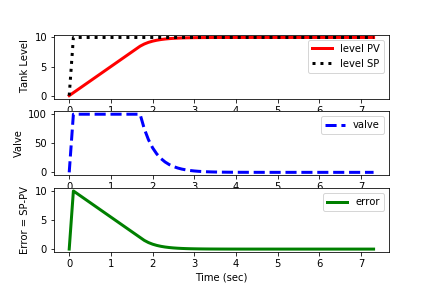 Tank Level
10
5
0
level PV
level SP
0 1 2 3 4 5 6 7
Valve
100
50
0
valve
0 1 2 3 4 5 6 7
Error = SP-PV
10
5
0
error
0 1 2 3 4 5 6 7
Time (sec)